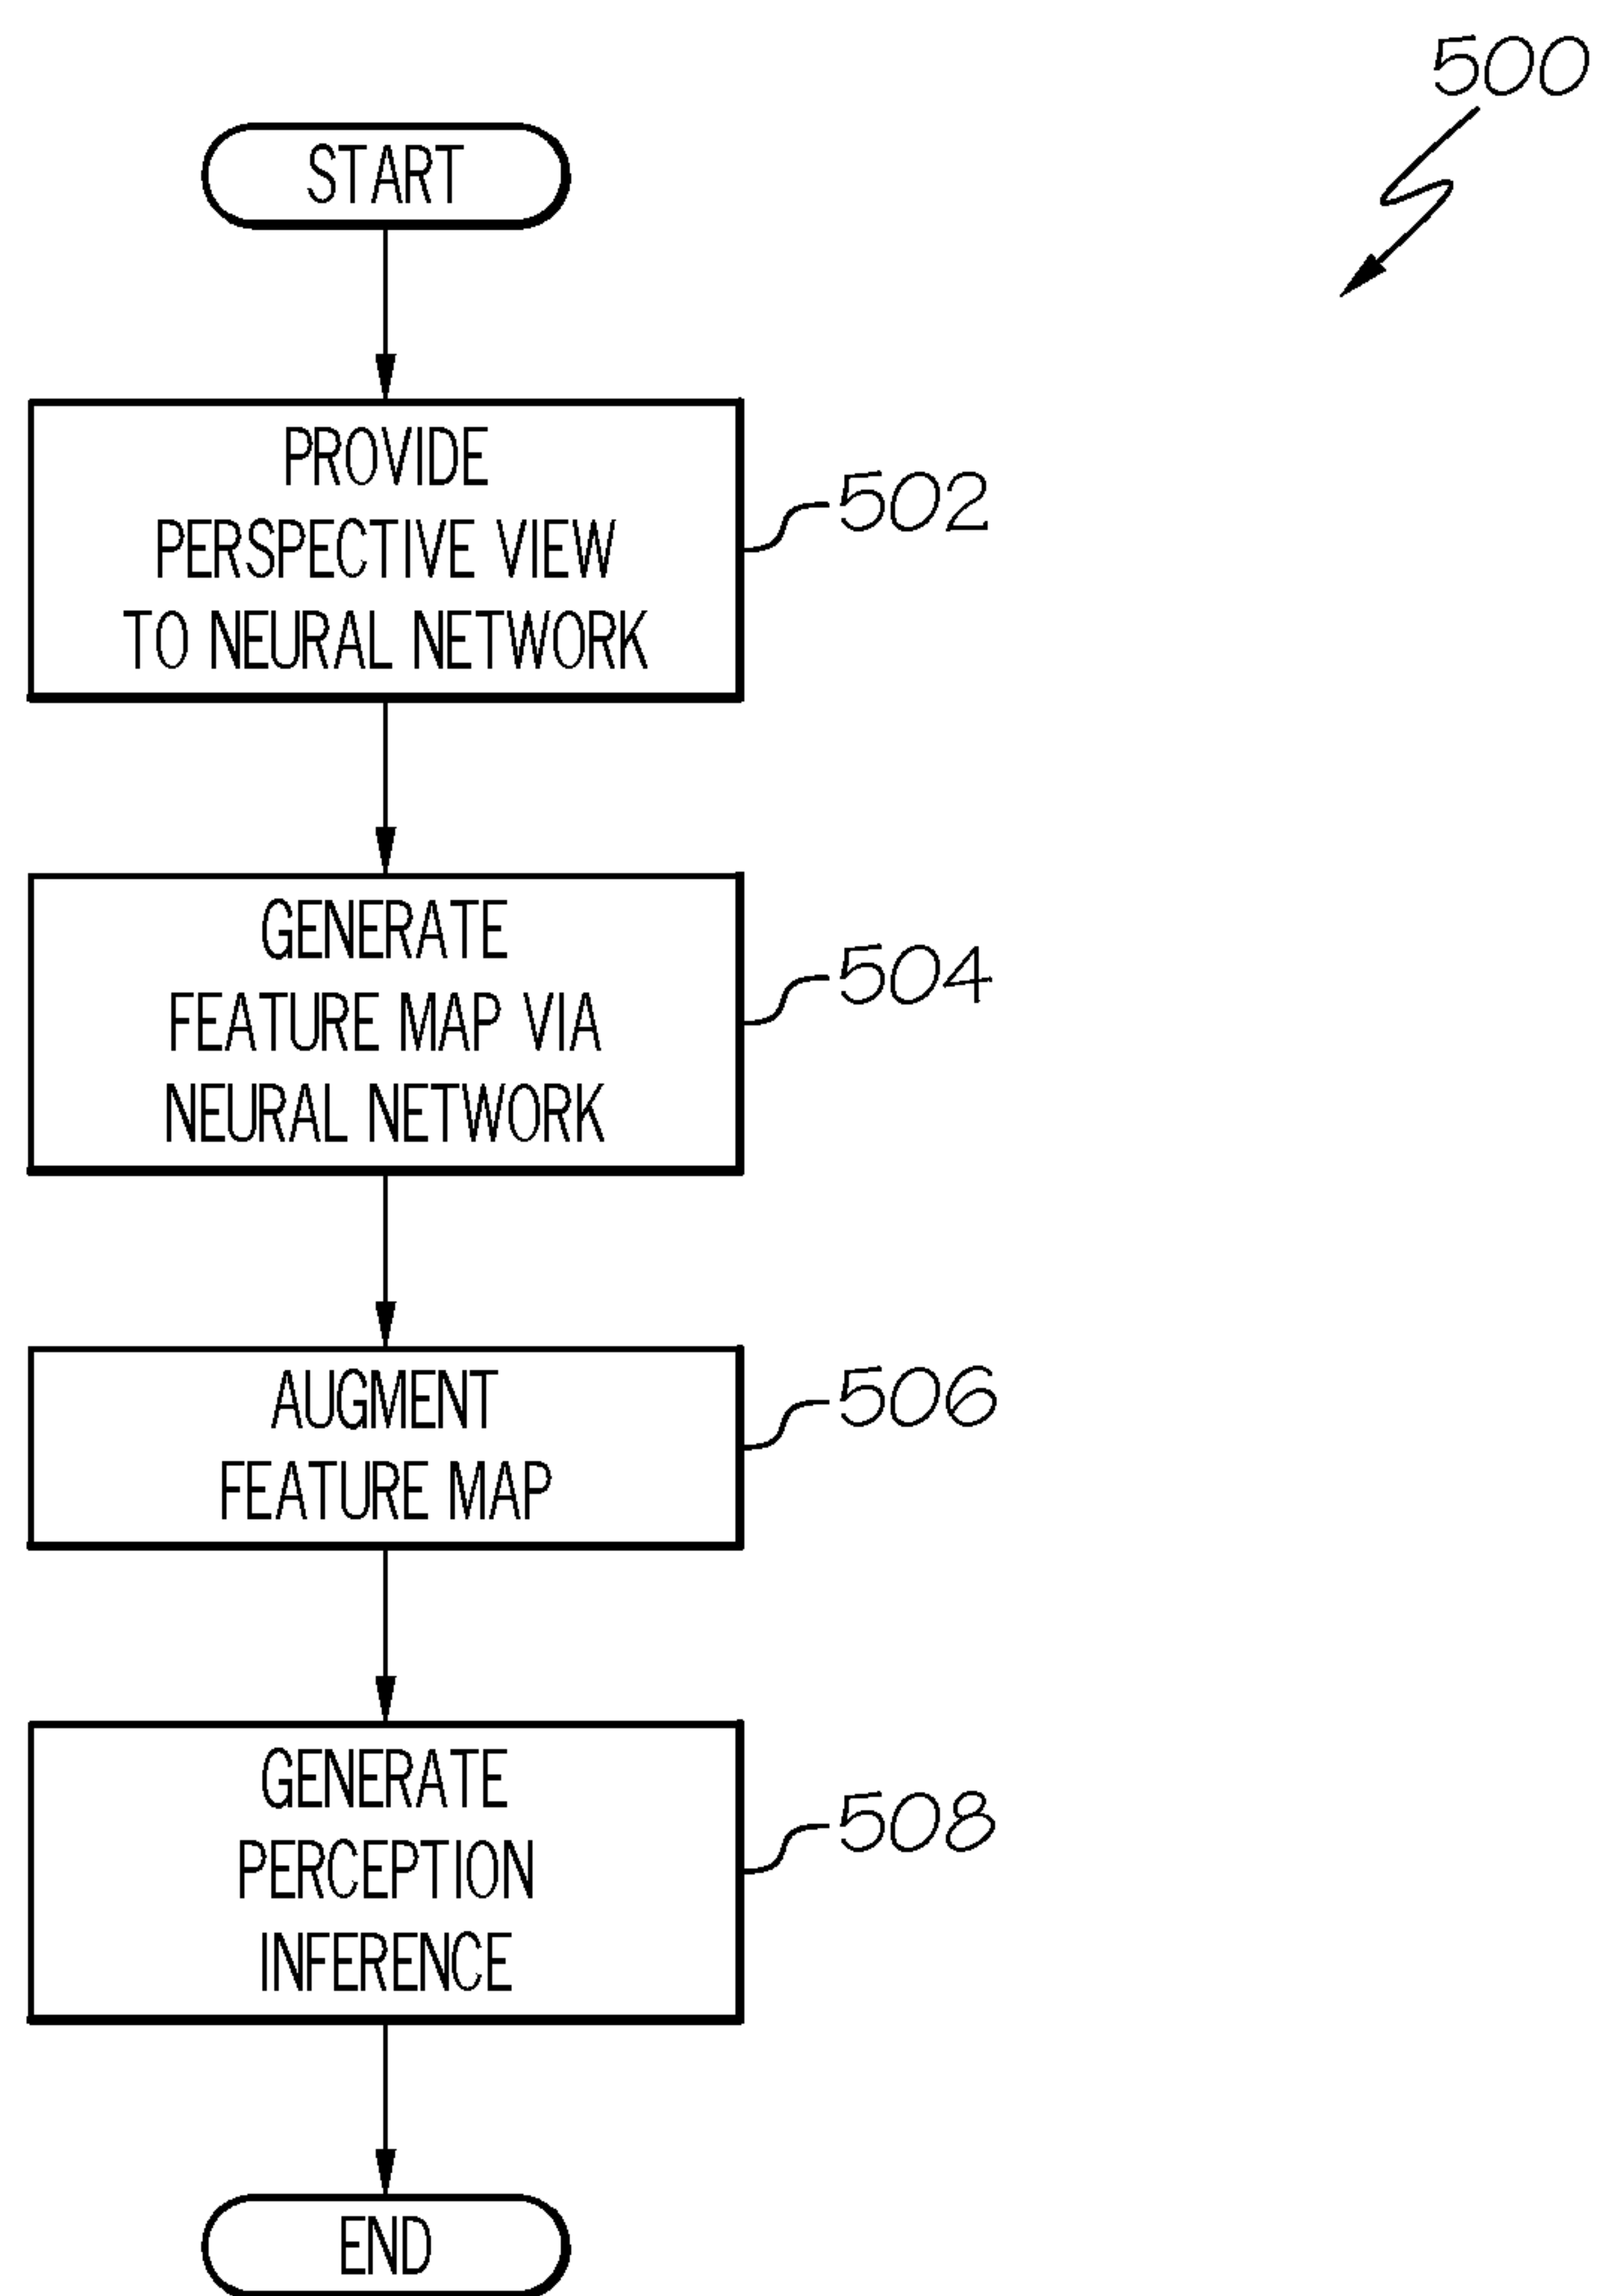 500
START
PROVIDE
PERSPECTIVE VIEW
TO NEURAL NETWORK
502
GENERATE
FEATURE MAP VIA
NEURAL NETWORK
504
AUGMENT
FEATURE MAP
506
GENERATE
PERCEPTION
INFERENCE
508
END